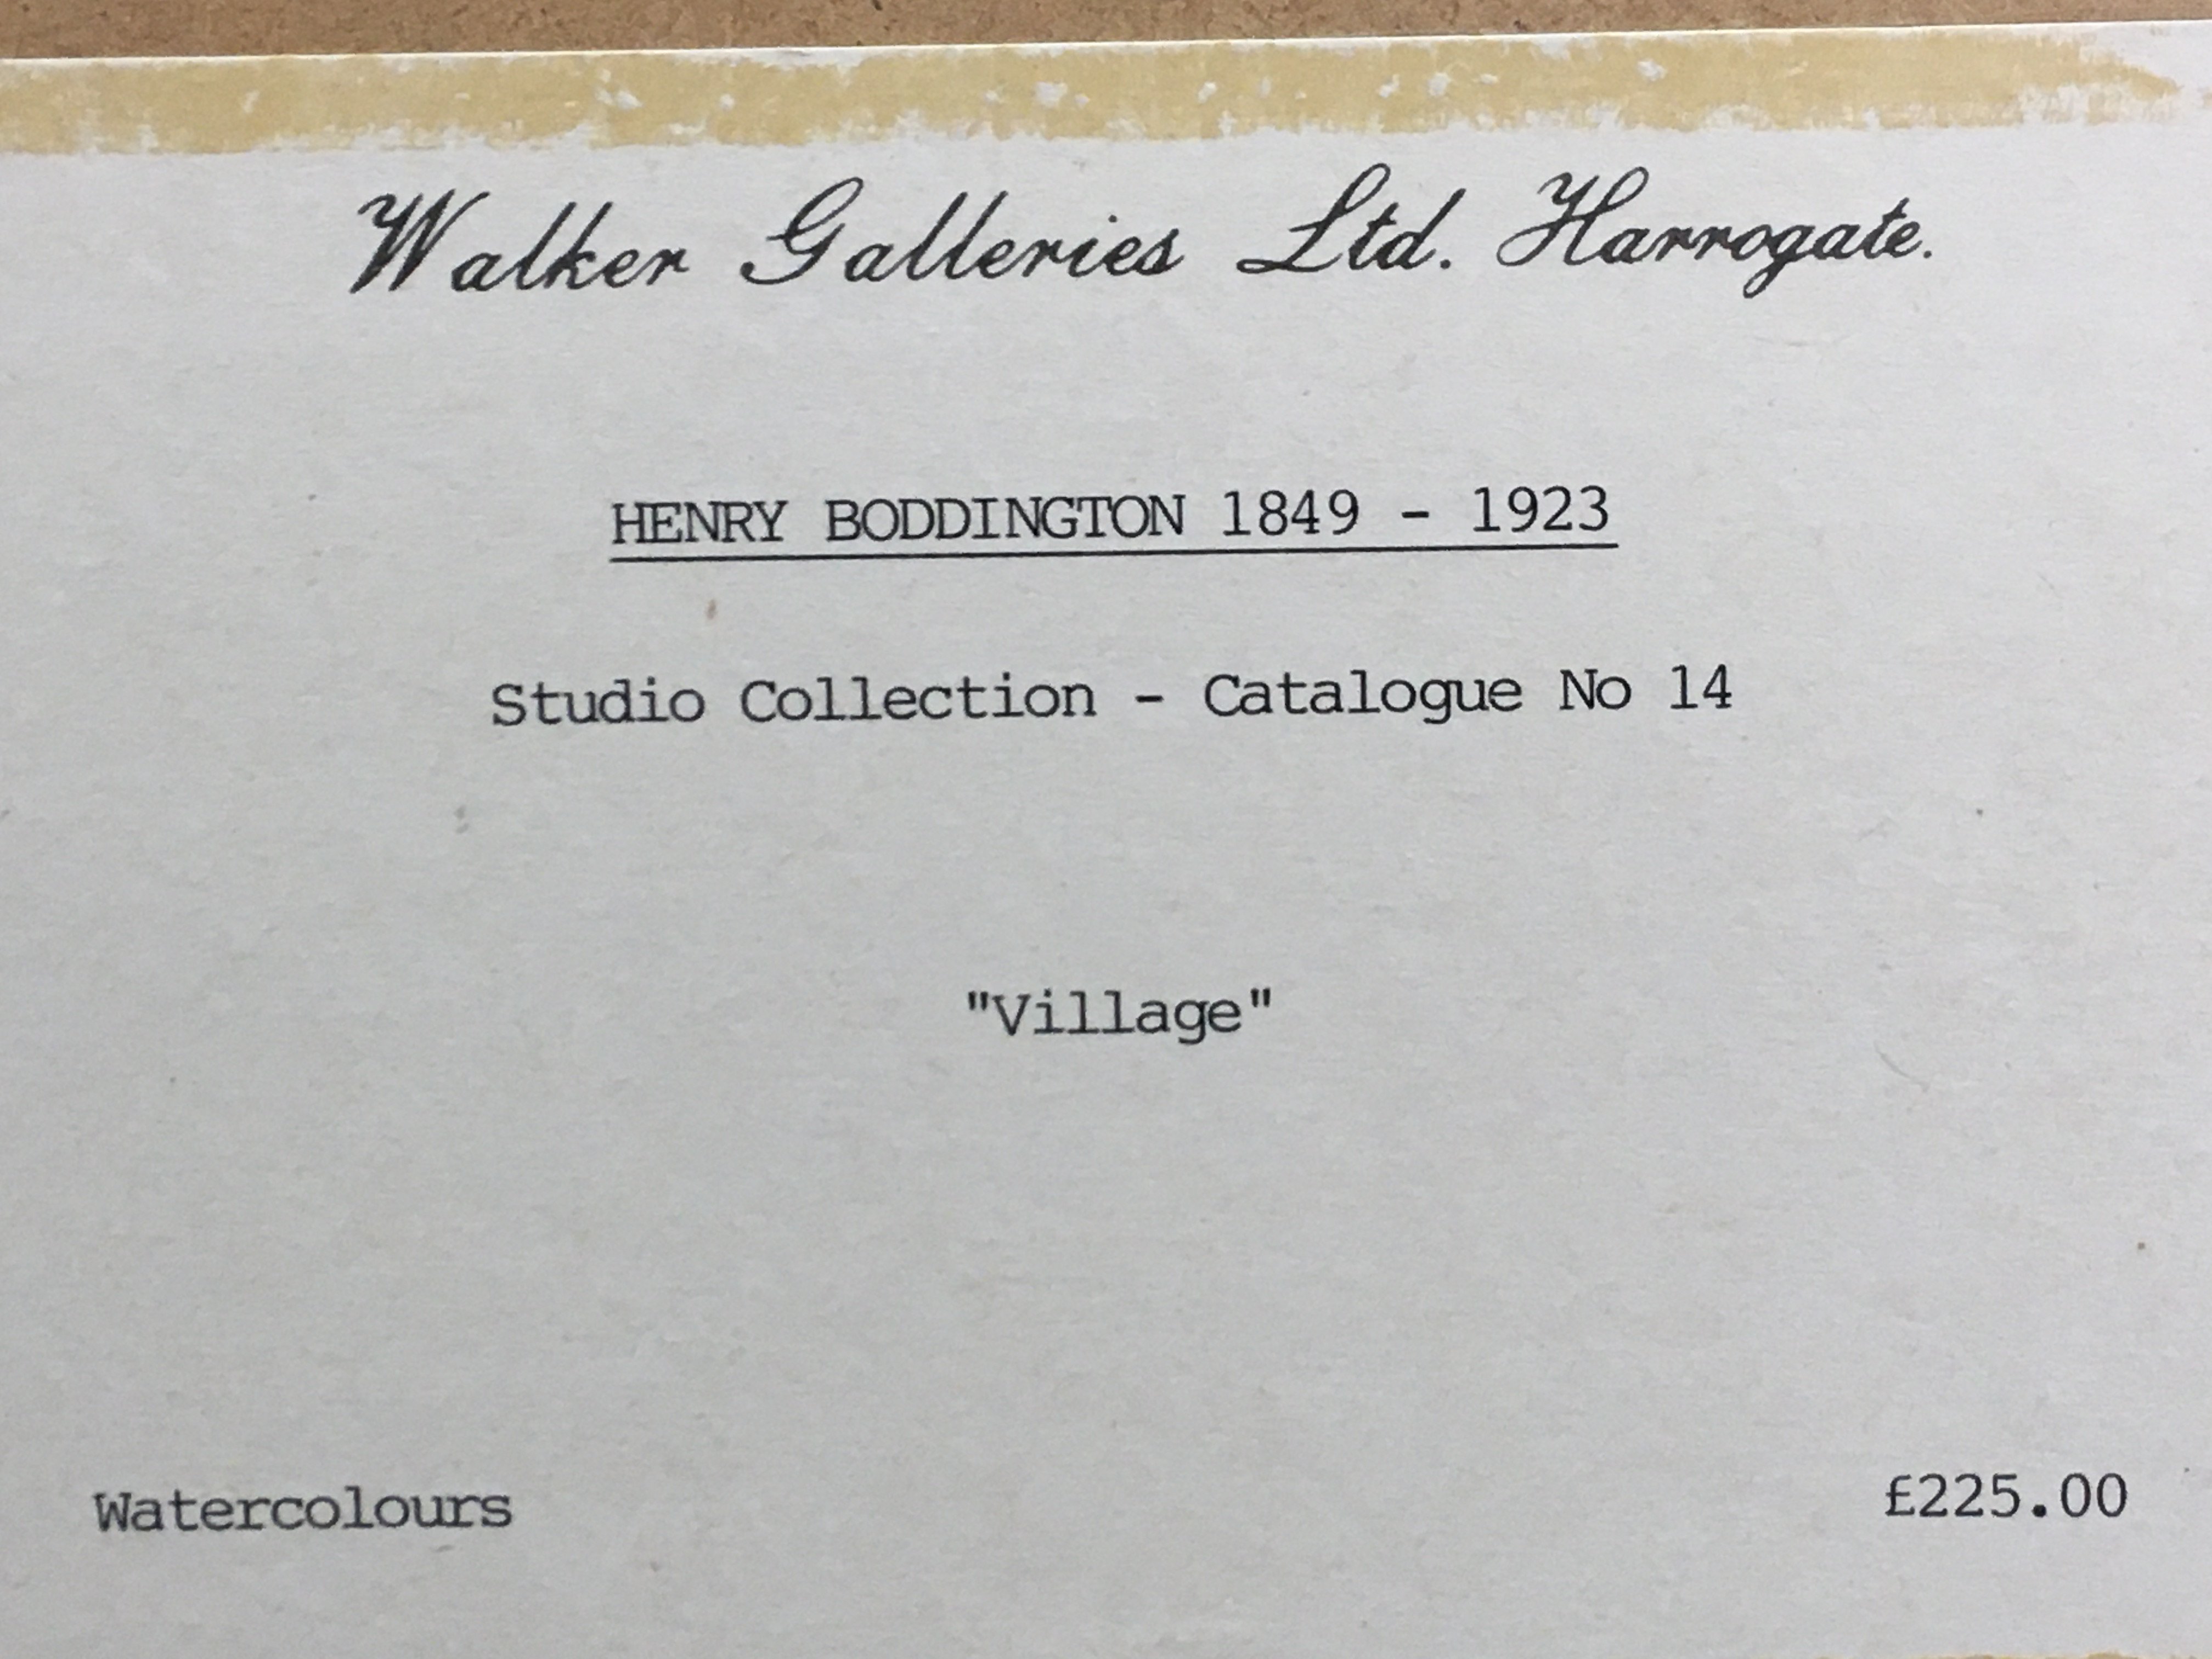 Walker Galleries Ltd. Harrogate.
HENRY BODDINGTON 1849 - 1923
Studio Collection - Catalogue No 14
"Village"
Watercolours £225.00